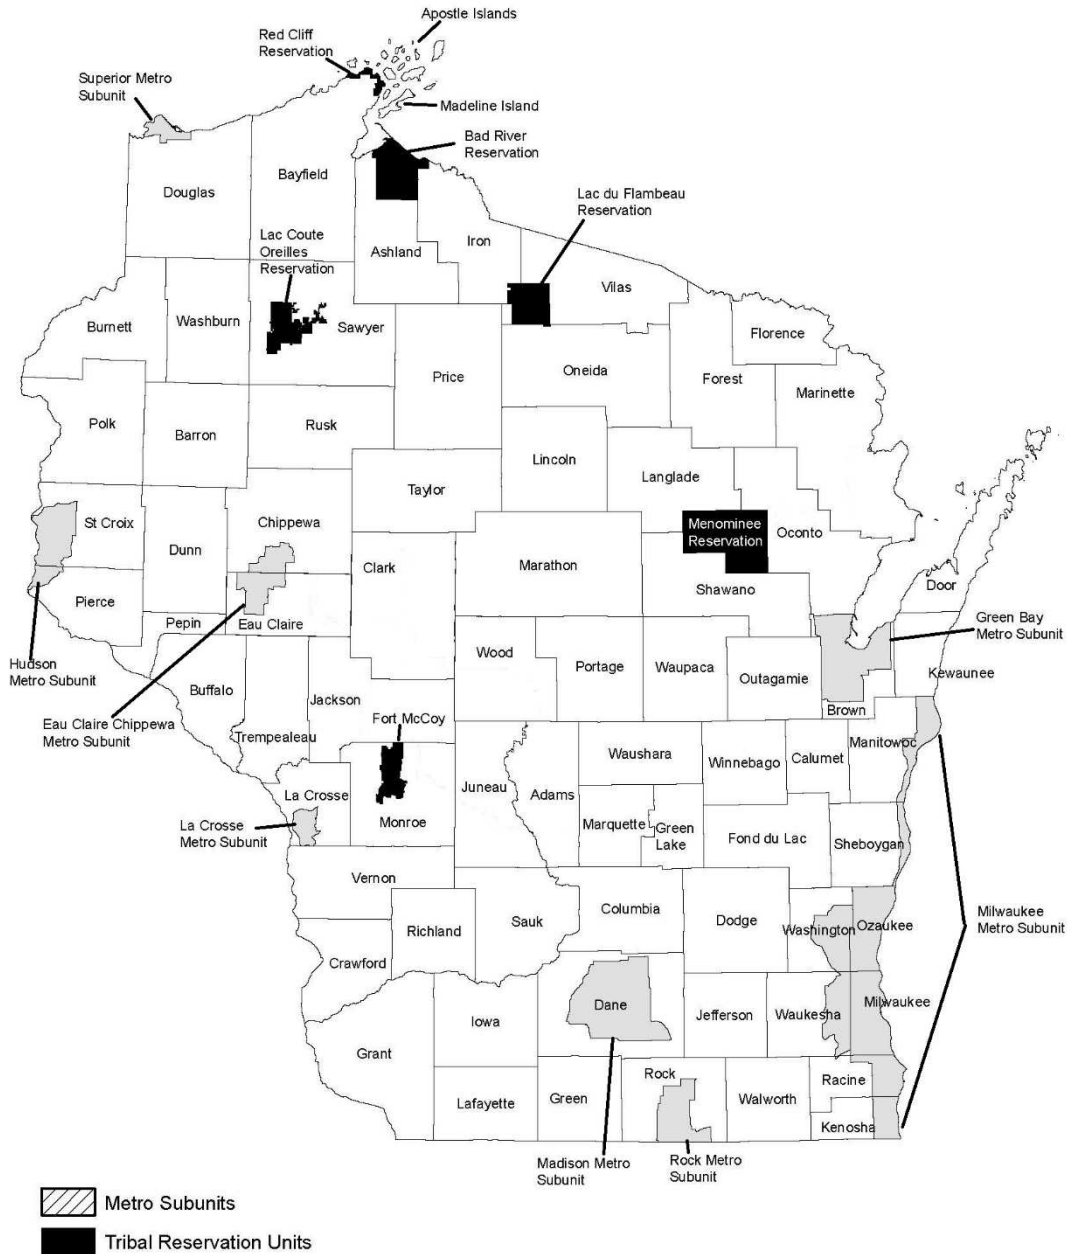 Apostle Islands
Red Cliff
Reservation
Superior Metro
Subunit
Madeline Island
Bad River
Reservation
Bayfield
Douglas
Lac du Flambeau
Reservation
Lac Coute
Oreilles
Reservation
Ashland
Iron
Vilas
Burnett
Washburn
Sawyer
Florence
Price
Oneida
Forest
Marinette
Polk
Barron
Rusk
Lincoln
Langlade
Taylor
St Croix
Chippewa
Menominee
Reservation
Oconto
Dunn
Clark
Marathon
Shawano
Door
Pierce
Pepin
Eau Claire
Green Bay
Metro Subunit
Hudson
Metro Subunit
Buffalo
Wood
Portage
Waupaca
Outagamie
Kewaunee
Jackson
Brown
Eau Claire Chippewa
Metro Subunit
Trempealeau
Fort McCoy
Waushara
Winnebago
Calumet
Manitowoc
La Crosse
Juneau
Adams
La Crosse
Metro Subunit
Monroe
Marquette
Green
Lake
Fond du Lac
Sheboygan
Vernon
Columbia
Dodge
Washington
Ozaukee
Milwaukee
Metro Subunit
Richland
Sauk
Crawford
Dane
Iowa
Jefferson
Waukesha
Milwaukee
Grant
Rock
Racine
Lafayette
Green
Walworth
Kenosha
Madison Metro
Subunit
Rock Metro
Subunit
Metro Subunits
Tribal Reservation Units